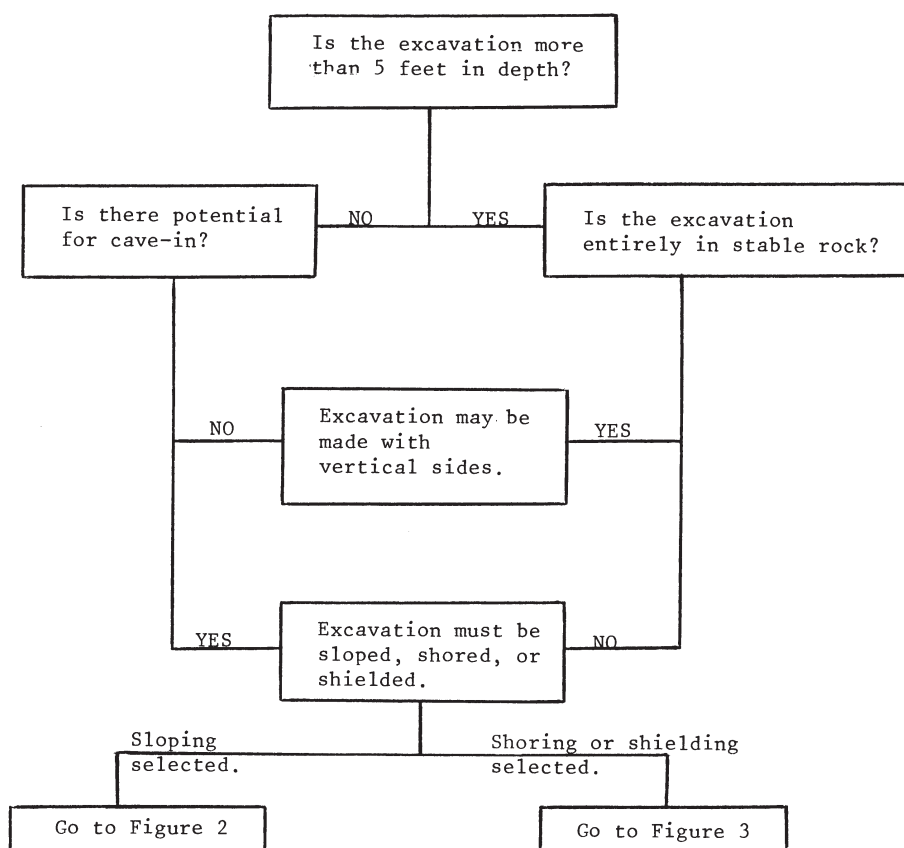 Is the excavation more
than 5 feet in depth?
Is there potential
for cave-in?
NO
YES
Is the excavation
entirely in stable rock?
NO
Excavation may be
made with
vertical sides.
YES
YES
Excavation must be
sloped, shored, or
shielded.
NO
Sloping
selected.
Shoring or shielding
selected.
Go to Figure 2
Go to Figure 3